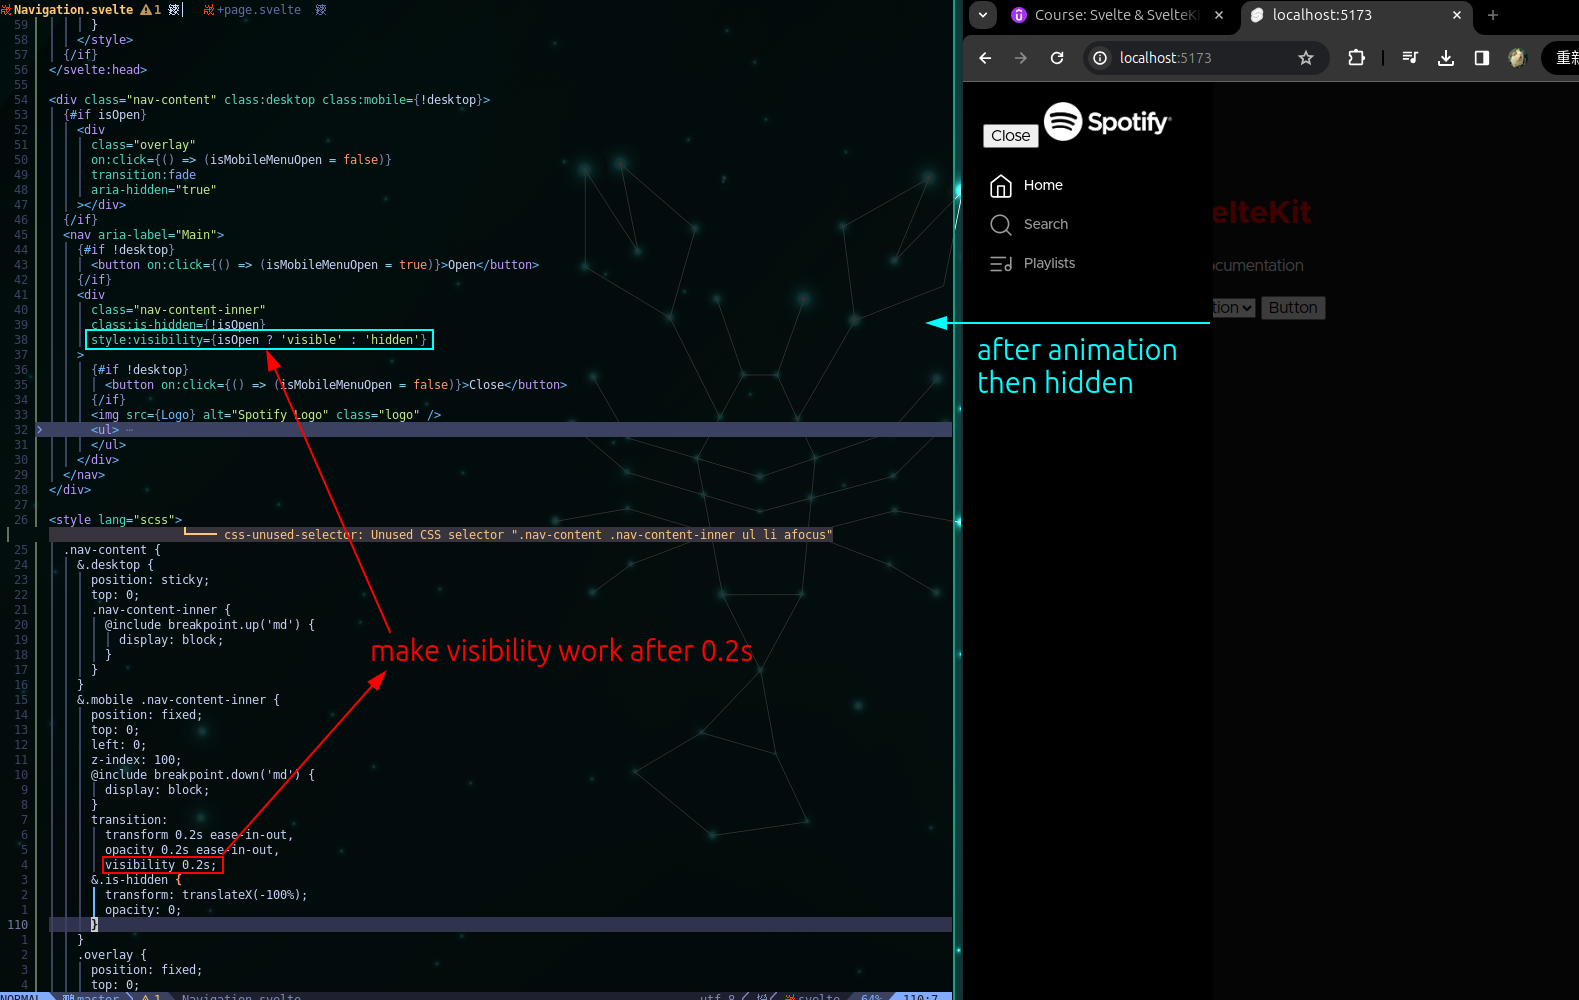 Navigation.svelte 1 +page.svelte
59 }
58 </style>
57 {/if}
56 </svelte:head>
55
54 <div class="nav-content" class:desktop class:mobile={!desktop}>
53 {#if isOpen}
52 <div
51 class="overlay"
50 on:click={() => (isMobileMenuOpen = false)}
49 transition:fade
48 aria-hidden="true"
47 ></div>
46 {/if}
45 <nav aria-label="Main">
44 {#if !desktop}
43 <button on:click={() => (isMobileMenuOpen = true)}>Open</button>
42 {/if}
41 <div
40 class="nav-content-inner"
39 class:is-hidden={!isOpen}
38 style:visibility={isOpen ? 'visible' : 'hidden'}
37 >
36 {#if !desktop}
35 <button on:click={() => (isMobileMenuOpen = false)}>Close</button>
34 {/if}
33 <img src={Logo} alt="Spotify Logo" class="logo" />
32 <ul> ⋯
31 </ul>
30 </div>
29 </nav>
28 </div>
27
26 <style lang="scss">
css-unused-selector: Unused CSS selector ".nav-content .nav-content-inner ul li afocus"
25 .nav-content {
24 &.desktop {
23 position: sticky;
22 top: 0;
21 .nav-content-inner {
20 @include breakpoint.up('md') {
19 display: block;
18 }
17 }
16 }
15 &.mobile .nav-content-inner {
14 position: fixed;
13 top: 0;
12 left: 0;
11 z-index: 100;
10 @include breakpoint.down('md') {
9 display: block;
8 }
7 transition:
6 transform 0.2s ease-in-out,
5 opacity 0.2s ease-in-out,
4 visibility 0.2s;
3 &.is-hidden {
2 transform: translateX(-100%);
1 opacity: 0;
110 }
1 }
2 .overlay {
3 position: fixed;
4 top: 0;
NORMAL master 1 Navigation.svelte utf-8 svelte 64% 110:7
make visibility work after 0.2s
Course: Svelte & SvelteKi
localhost:5173
localhost:5173
重新
Close
Spotify
Home
Search
Playlists
elteKit
ocumentation
tion Button
after animation
then hidden